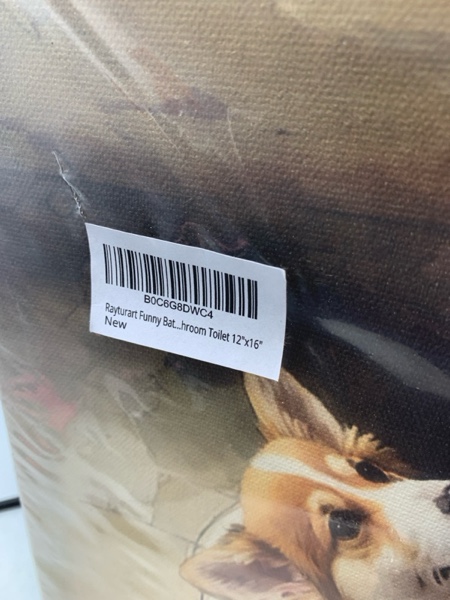 B0C6G8DWC4
Rayturart Funny Bat...hroom Toilet 12"x16"
New